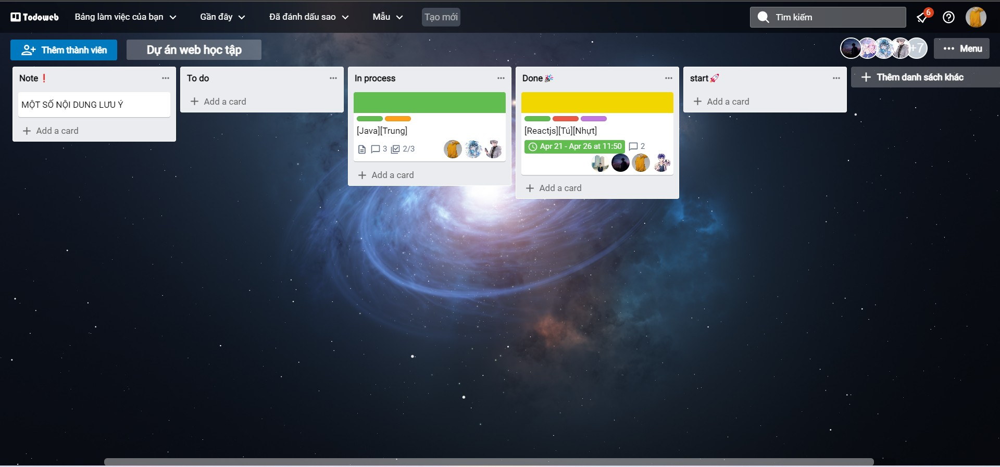 Todoweb Bảng làm việc của bạn Gần đây Đã đánh dấu sao Mẫu Tạo mới Tìm kiếm 6
Thêm thành viên Dự án web học tập +7 Menu
Note❗
MỘT SỐ NỘI DUNG LƯU Ý
Add a card
To do
Add a card
In process
[Java][Trung]
3 2/3
Add a card
Done🎉
[Reactjs][Tú][Nhựt]
Apr 21 - Apr 26 at 11:50 2
Add a card
start🚀
Add a card
Thêm danh sách khác